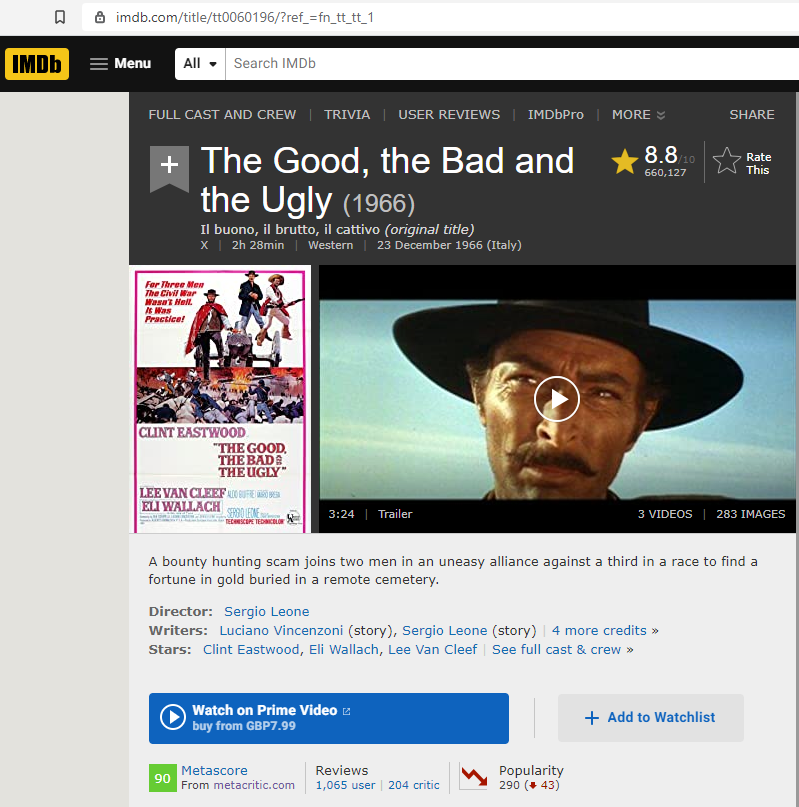 imdb.com/title/tt0060196/?ref_=fn_tt_tt_1
IMDb Menu All Search IMDb
FULL CAST AND CREW | TRIVIA | USER REVIEWS | IMDbPro | MORE SHARE
+ The Good, the Bad and
the Ugly (1966)
8.8/10
660,127
Rate
This
Il buono, il brutto, il cattivo (original title)
X | 2h 28min | Western | 23 December 1966 (Italy)
For Three Men
The Civil War
Wasn't Hell.
It Was
Practice!
CLINT EASTWOOD
"THE GOOD,
THE BAD &
THE UGLY"
LEE VAN CLEEF
ELI WALLACH
SERGIO LEONE
TECHNISCOPE TECHNICOLOR
3:24 | Trailer 3 VIDEOS | 283 IMAGES
A bounty hunting scam joins two men in an uneasy alliance against a third in a race to find a
fortune in gold buried in a remote cemetery.
Director: Sergio Leone
Writers: Luciano Vincenzoni (story), Sergio Leone (story) | 4 more credits »
Stars: Clint Eastwood, Eli Wallach, Lee Van Cleef | See full cast & crew »
Watch on Prime Video
buy from GBP7.99
+ Add to Watchlist
90 Metascore
From metacritic.com
Reviews
1,065 user | 204 critic
Popularity
290 (43)